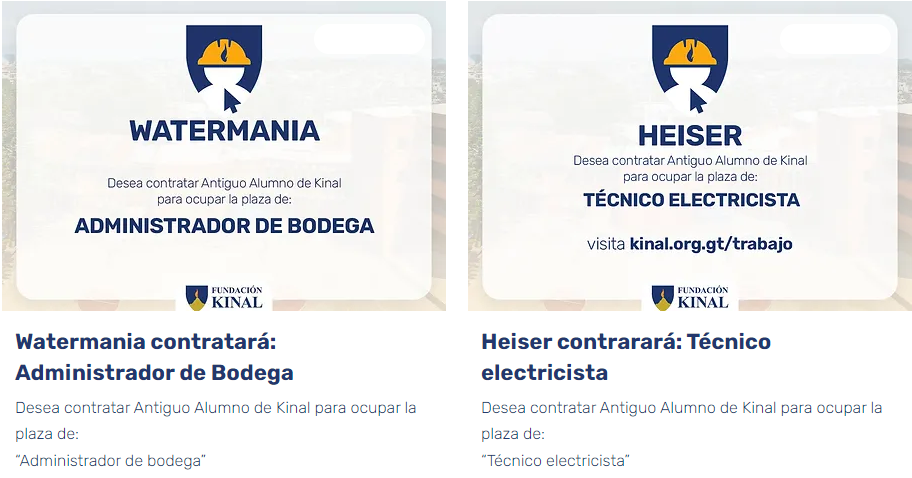 WATERMANIA
Desea contratar Antiguo Alumno de Kinal
para ocupar la plaza de:
ADMINISTRADOR DE BODEGA
FUNDACIÓN
KINAL
Watermania contratará:
Administrador de Bodega
Desea contratar Antiguo Alumno de Kinal para ocupar la
plaza de:
“Administrador de bodega”
HEISER
Desea contratar Antiguo Alumno de Kinal
para ocupar la plaza de:
TÉCNICO ELECTRICISTA
visita kinal.org.gt/trabajo
FUNDACIÓN
KINAL
Heiser contrarará: Técnico
electricista
Desea contratar Antiguo Alumno de Kinal para ocupar la
plaza de:
“Técnico electricista”